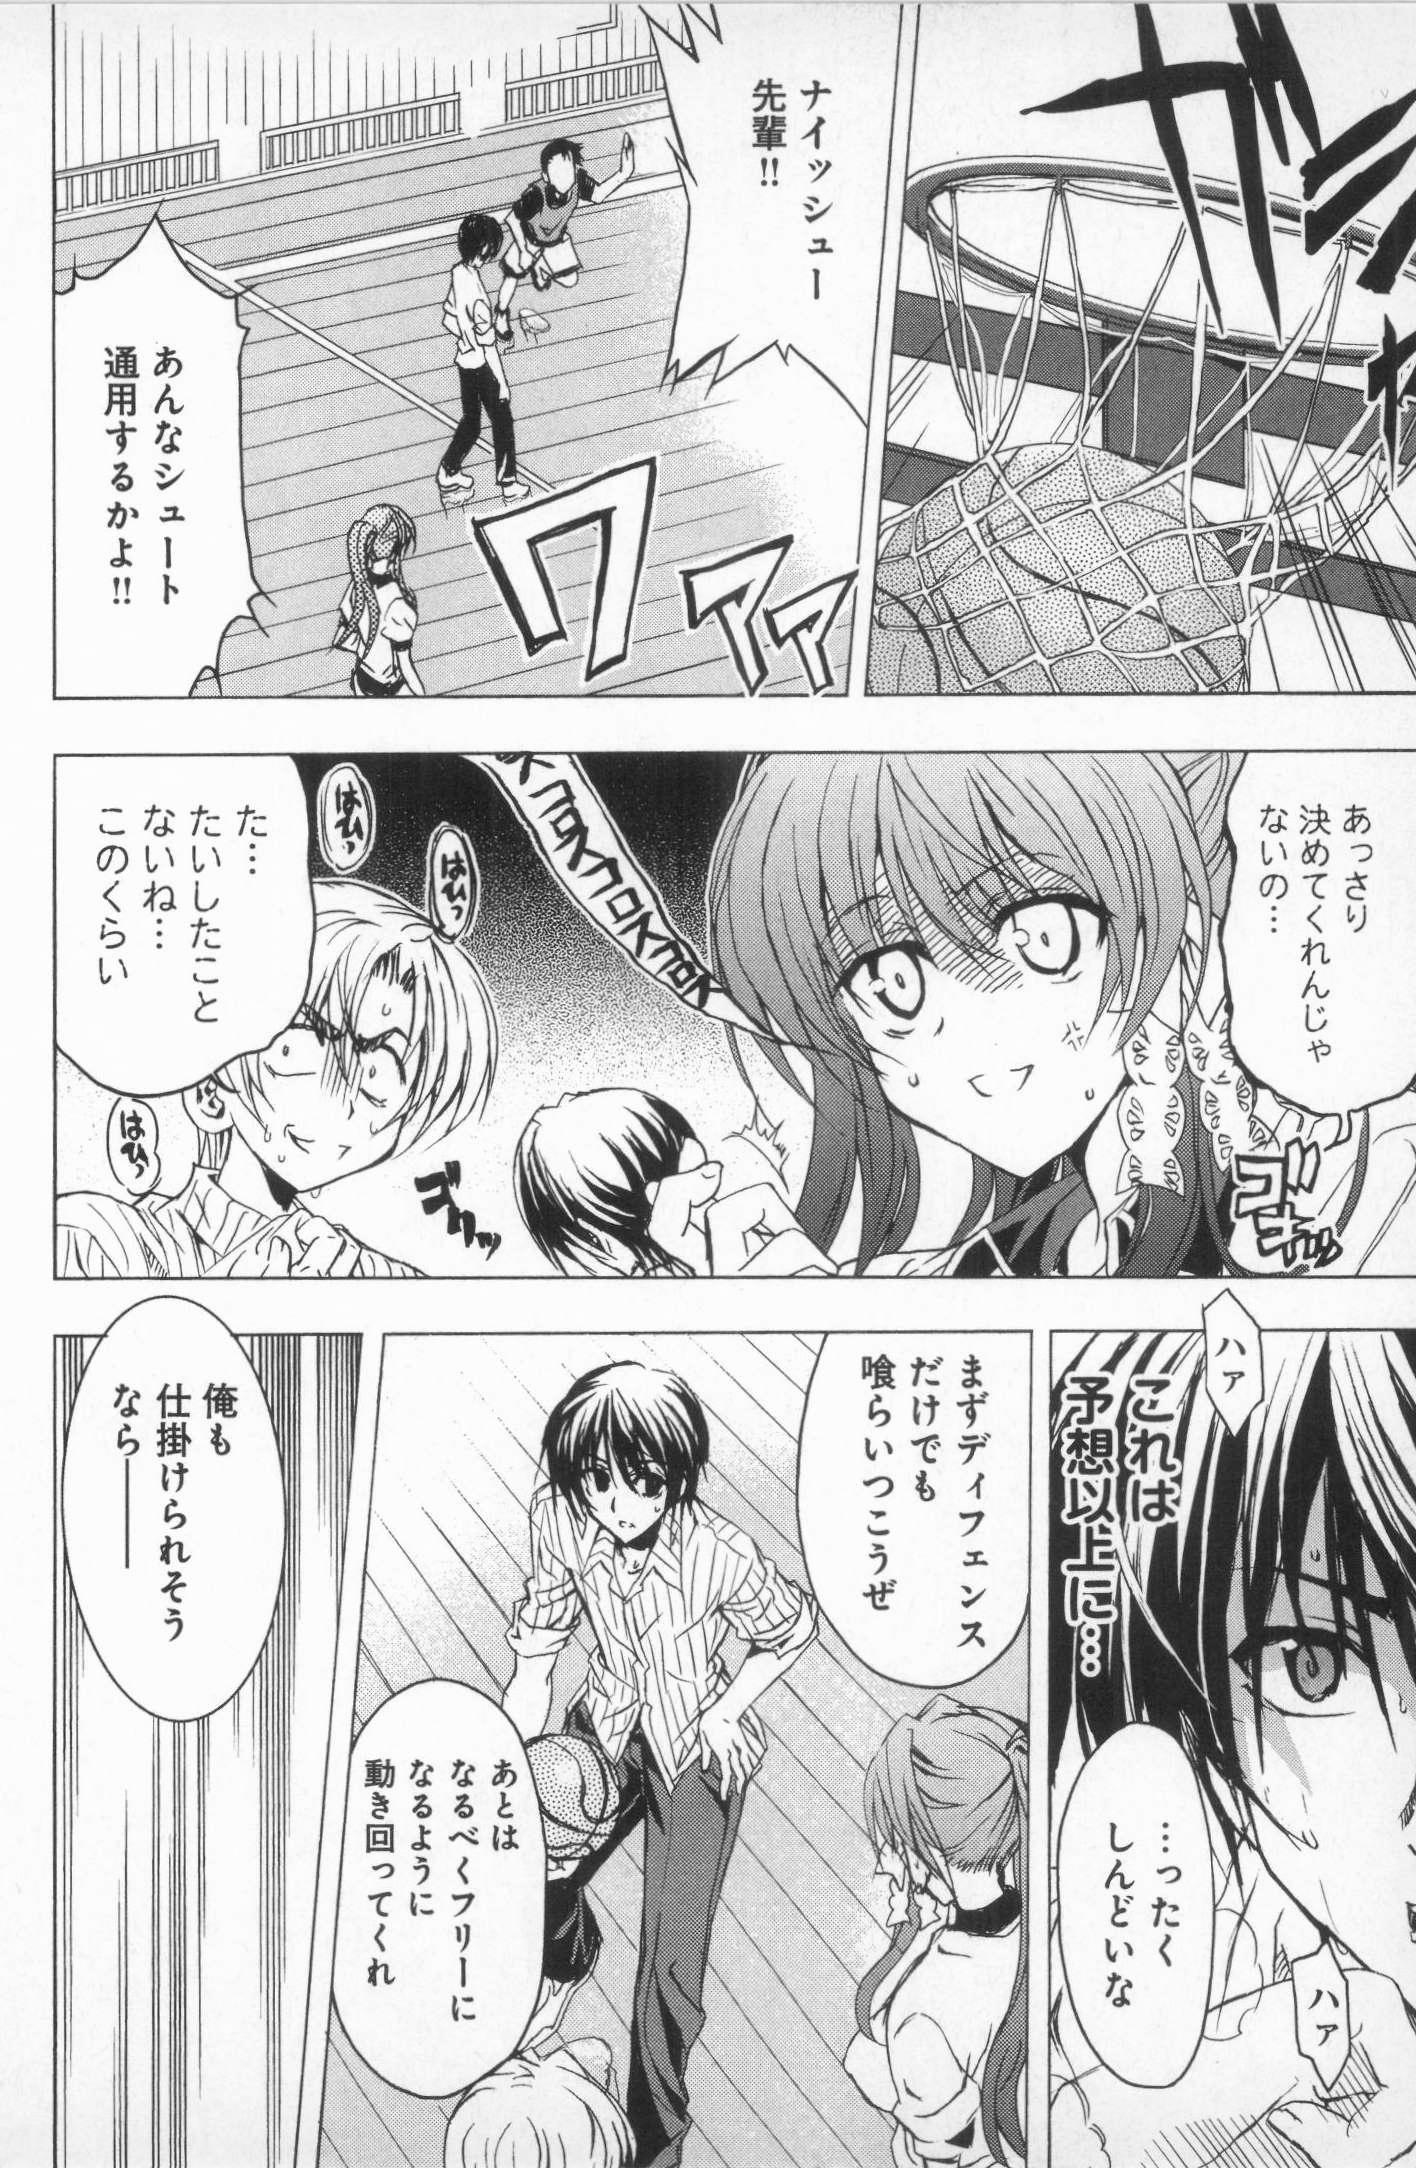 ナイッシュー
先輩!!
ワァァ
あんなシュート
通用するかよ!!
あっさり
決めてくれんじゃ
ないの…
ゴキッ
ゴリッ
はひっ
はひっ
はひっ
た…
たいしたこと
ないね…
このくらい
ハァ
これは
予想以上に…
…ったく
しんどいな
ハァ
まずディフェンス
だけでも
喰らいつこうぜ
あとは
なるべくフリーに
なるように
動き回ってくれ
俺も
仕掛けられそう
なら──